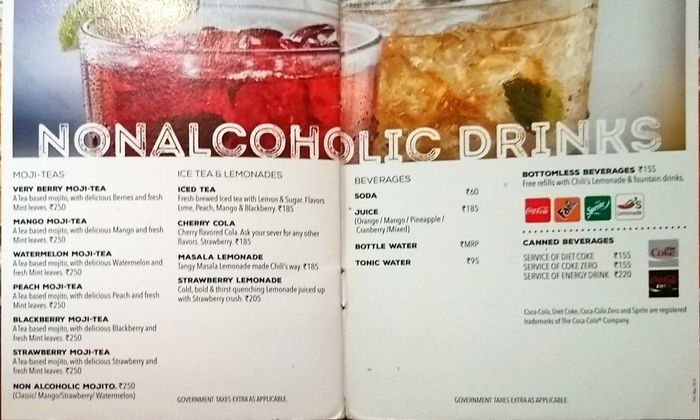 NONALCOHOLIC DRINKS
MOJI-TEAS
VERY BERRY MOJI-TEA
A Tea based mojito, with delicious Berries and fresh
Mint leaves. ₹250
MANGO MOJI-TEA
A Tea based mojito, with delicious Mango and fresh
Mint leaves. ₹250
WATERMELON MOJI-TEA
A Tea based mojito, with delicious Watermelon and
fresh Mint leaves. ₹250
PEACH MOJI-TEA
A Tea based mojito, with delicious Peach and fresh
Mint leaves. ₹250
BLACKBERRY MOJI-TEA
A Tea based mojito, with delicious Blackberry and
fresh Mint leaves. ₹250
STRAWBERRY MOJI-TEA
A Tea based mojito, with delicious Strawberry and
fresh Mint leaves. ₹250
NON ALCOHOLIC MOJITO. ₹250
(Classic/ Mango/Strawberry/ Watermelon)
ICE TEA & LEMONADES
ICED TEA
Fresh brewed Iced tea with Lemon & Sugar. Flavors
Lime, Peach, Mango & Blackberry. ₹185
CHERRY COLA
Cherry flavored Cola. Ask your sever for any other
flavors. Strawberry. ₹185
MASALA LEMONADE
Tangy Masala Lemonade made Chili's way. ₹185
STRAWBERRY LEMONADE
Cold, bold & thirst quenching Lemonade juiced up
with Strawberry crush. ₹205
GOVERNMENT TAXES EXTRA AS APPLICABLE.
BEVERAGES
SODA ₹60
JUICE ₹185
(Orange / Mango / Pineapple /
Cranberry /Mixed)
BOTTLE WATER ₹MRP
TONIC WATER ₹95
BOTTOMLESS BEVERAGES ₹155
Free refills with Chili's Lemonade & fountain drinks.
Coca-Cola
Sprite
Lemonade
CANNED BEVERAGES
SERVICE OF DIET COKE ₹155
SERVICE OF COKE ZERO ₹155
SERVICE OF ENERGY DRINK ₹220
Coke
Coca-Cola, Diet Coke, Coca-Cola Zero and Sprite are registered
trademarks of The Coca-Cola® Company.
GOVERNMENT TAXES EXTRA AS APPLICABLE.